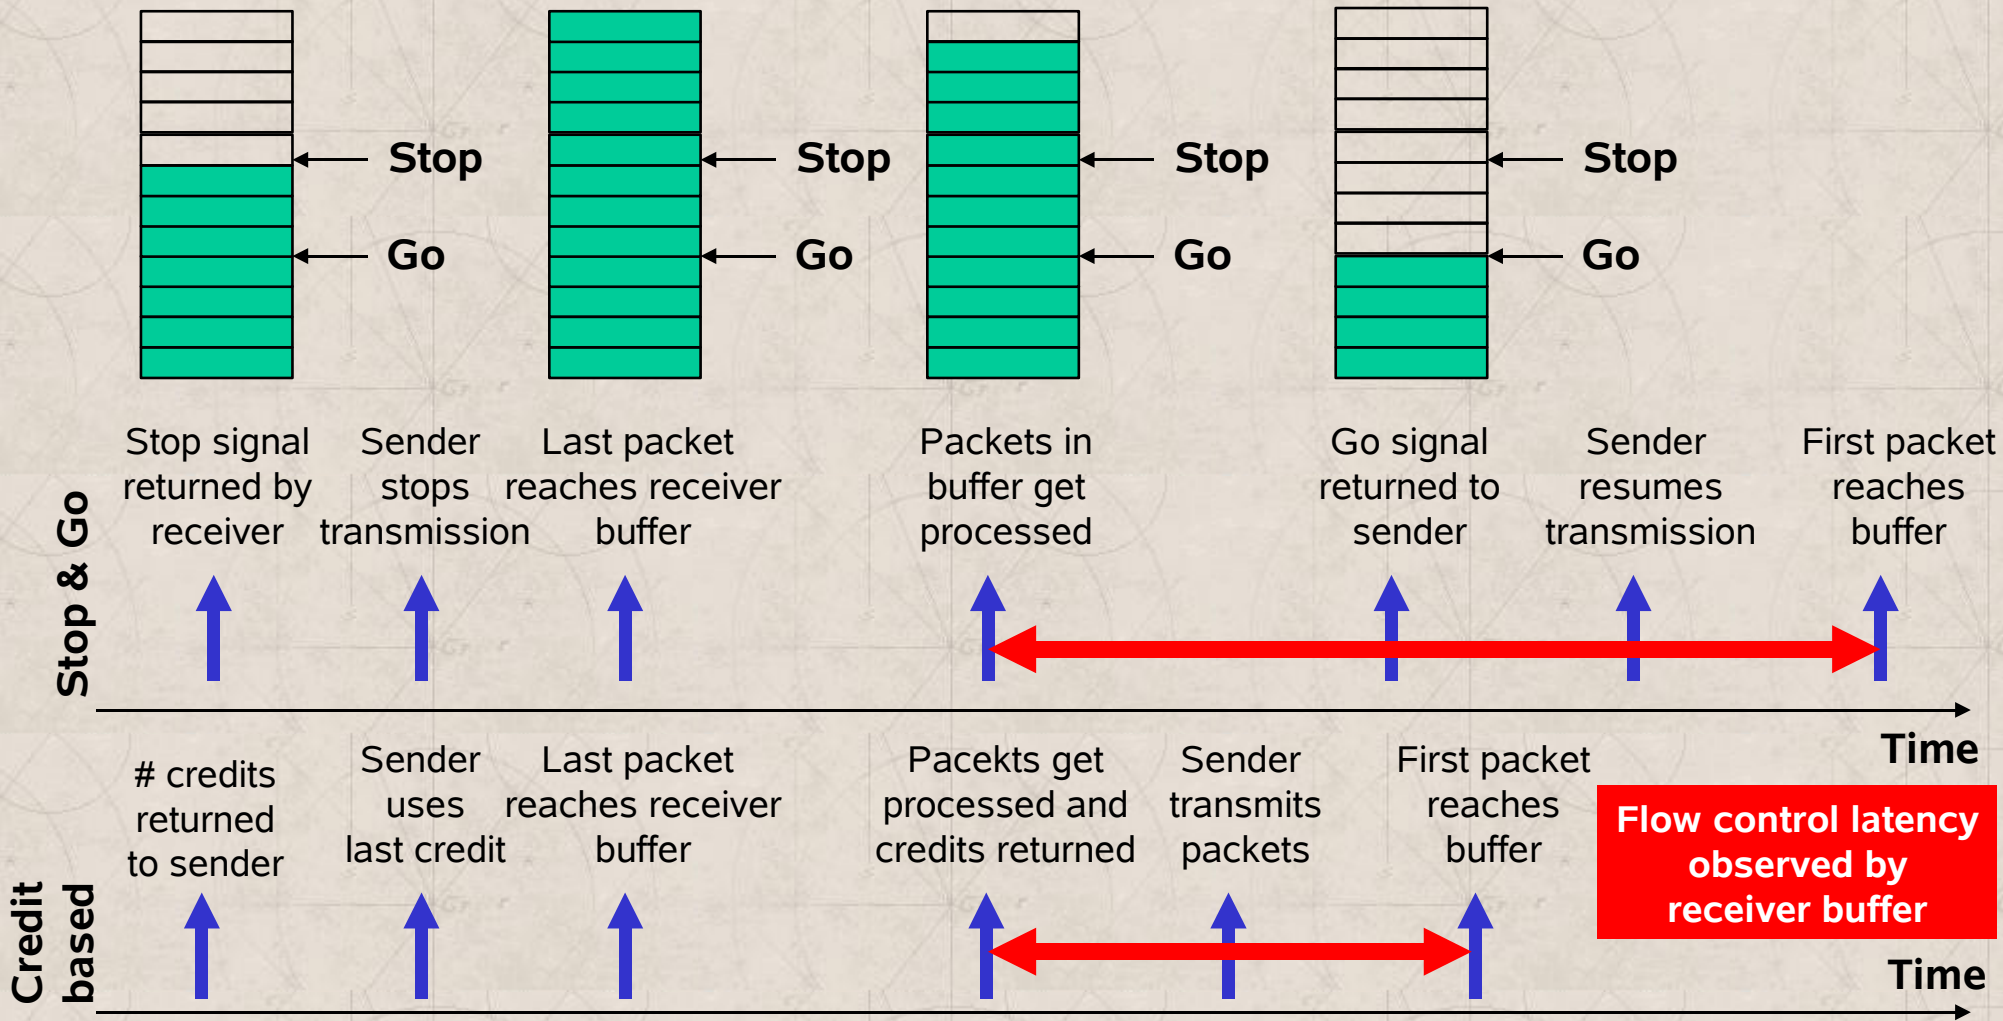 Stop
Go
Stop
Go
Stop
Go
Stop
Go
Stop & Go
Stop signal
returned by
receiver
Sender
stops
transmission
Last packet
reaches receiver
buffer
Packets in
buffer get
processed
Go signal
returned to
sender
Sender
resumes
transmission
First packet
reaches
buffer
Time
Credit
based
# credits
returned
to sender
Sender
uses
last credit
Last packet
reaches receiver
buffer
Pacekts get
processed and
credits returned
Sender
transmits
packets
First packet
reaches
buffer
Flow control latency
observed by
receiver buffer
Time